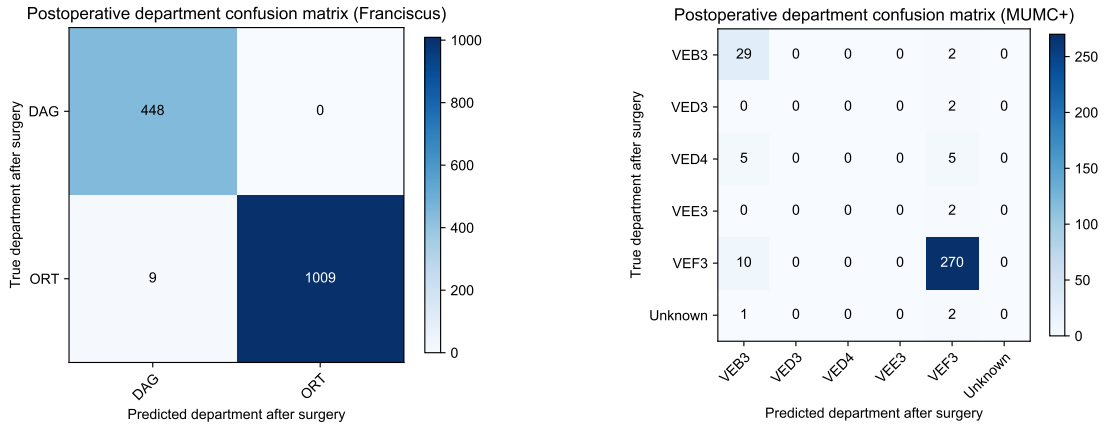 Postoperative department confusion matrix (Franciscus)
True department after surgery
DAG
448
0
ORT
9
1009
DAG
ORT
Predicted department after surgery
1000
800
600
400
200
0
Postoperative department confusion matrix (MUMC+)
True department after surgery
VEB3 29 0 0 0 2 0
VED3 0 0 0 0 2 0
VED4 5 0 0 0 5 0
VEE3 0 0 0 0 2 0
VEF3 10 0 0 0 270 0
Unknown 1 0 0 0 2 0
VEB3 VED3 VED4 VEE3 VEF3 Unknown
Predicted department after surgery
250
200
150
100
50
0